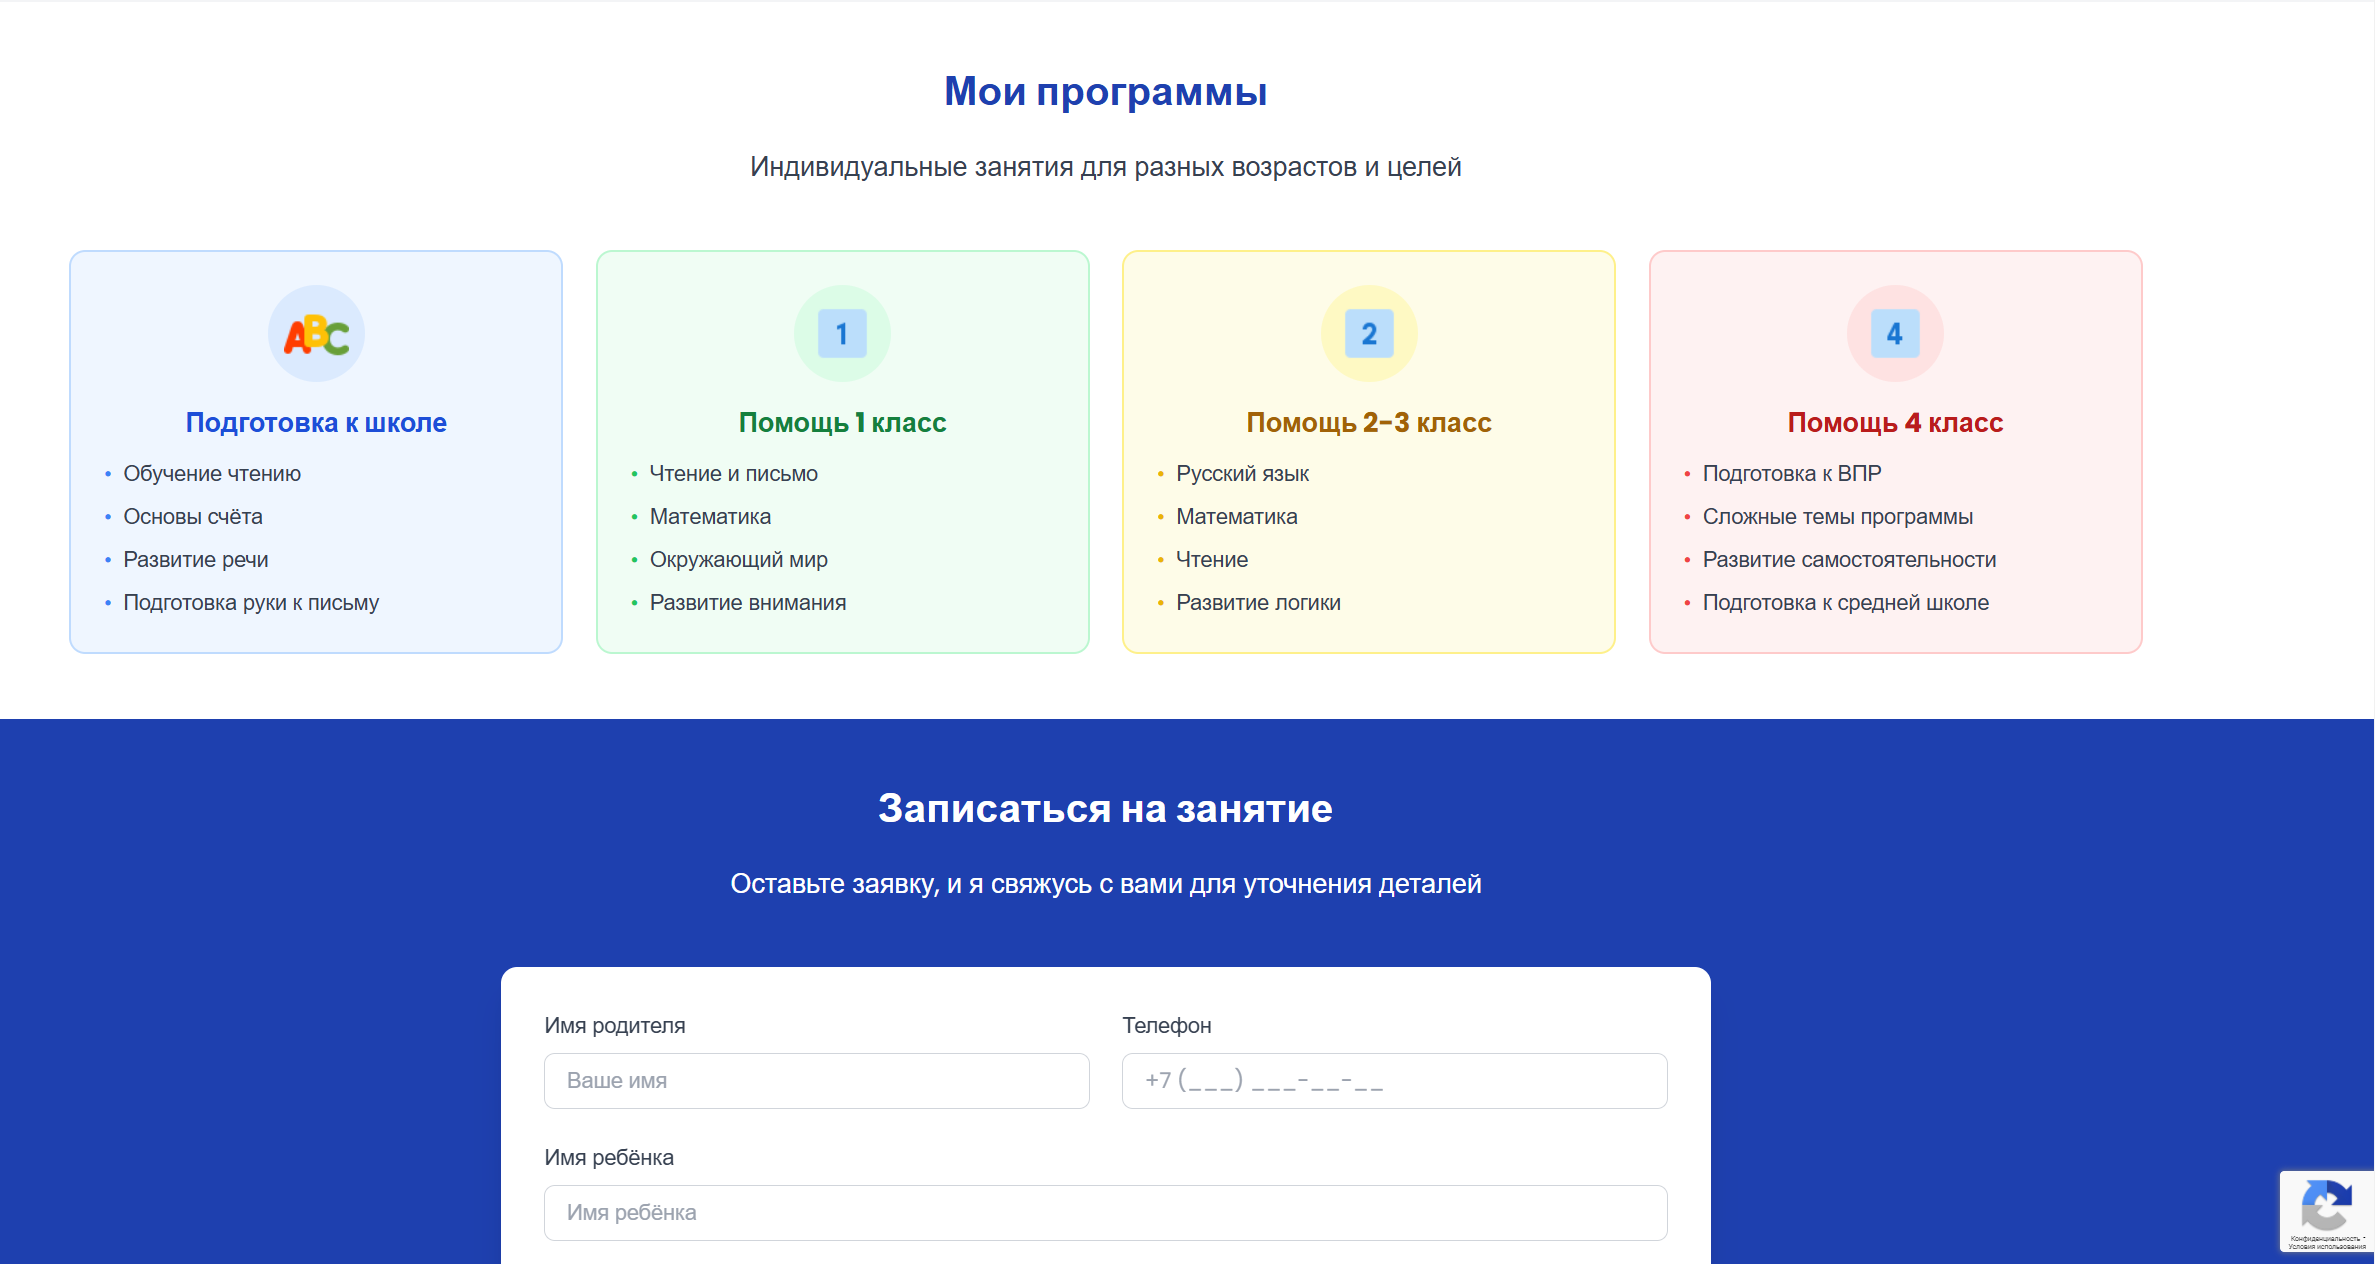 Мои программы
Индивидуальные занятия для разных возрастов и целей
ABC
Подготовка к школе
• Обучение чтению
• Основы счёта
• Развитие речи
• Подготовка руки к письму
1
Помощь 1 класс
• Чтение и письмо
• Математика
• Окружающий мир
• Развитие внимания
2
Помощь 2-3 класс
• Русский язык
• Математика
• Чтение
• Развитие логики
4
Помощь 4 класс
• Подготовка к ВПР
• Сложные темы программы
• Развитие самостоятельности
• Подготовка к средней школе
Записаться на занятие
Оставьте заявку, и я свяжусь с вами для уточнения деталей
Имя родителя
Ваше имя
Телефон
+7 (___) ___-__-__
Имя ребёнка
Имя ребёнка
Конфиденциальность -
Условия использования